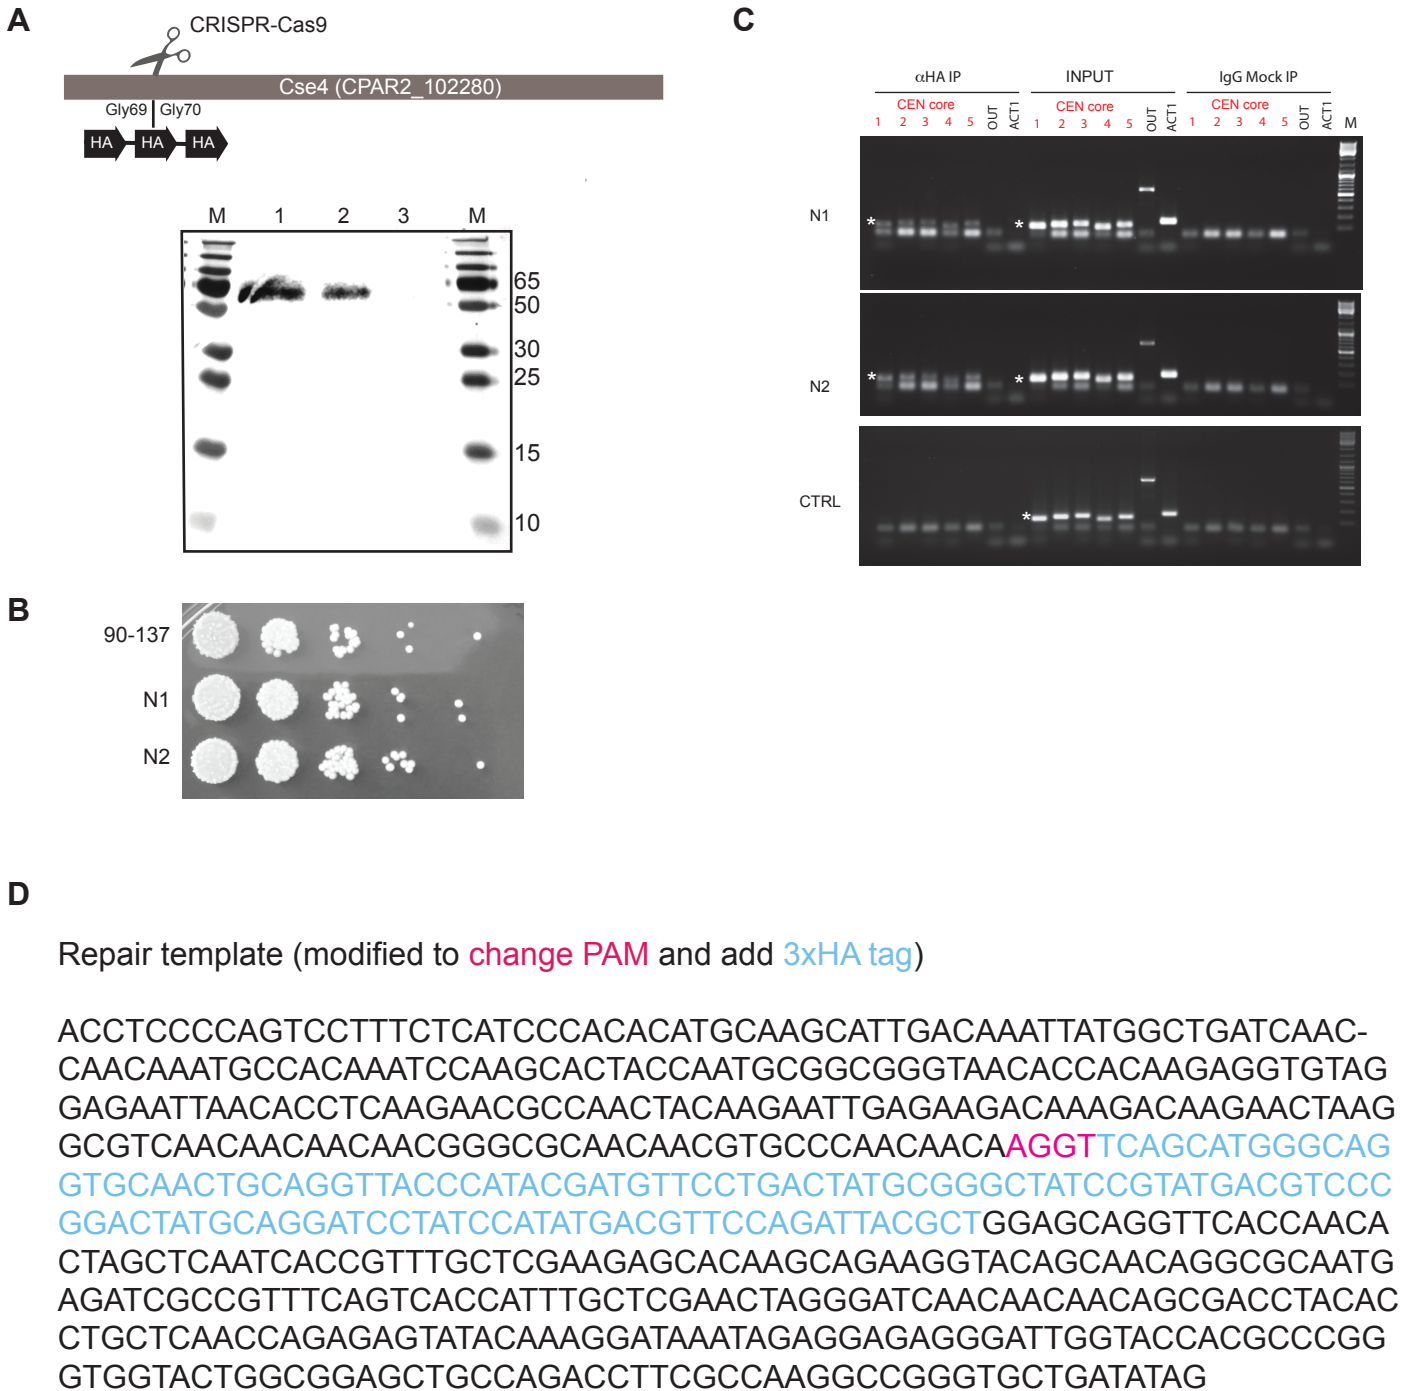 A
CRISPR-Cas9
Cse4 (CPAR2_102280)
Gly69 Gly70
HA HA HA
M 1 2 3 M
65
50
30
25
15
10
B
90-137
N1
N2
C
αHA IP INPUT IgG Mock IP
CEN core CEN core CEN core
1 2 3 4 5 OUT ACT1 1 2 3 4 5 OUT ACT1 1 2 3 4 5 OUT ACT1 M
N1
* *
N2
* *
CTRL
*
D
Repair template (modified to change PAM and add 3xHA tag)
ACCTCCCCAGTCCTTTCTCATCCCACACATGCAAGCATTGACAAATTATGGCTGATCAAC-
CAACAAATGCCACAAATCCAAGCACTACCAATGCGGCGGGTAACACCACAAGAGGTGTAG
GAGAATTAACACCTCAAGAACGCCAACTACAAGAATTGAGAAGACAAAGACAAGAACTAAG
GCGTCAACAACAACAACGGGCGCAACAACGTGCCCAACAACAAGGTTCAGCATGGGCAG
GTGCAACTGCAGGTTACCCATACGATGTTCCTGACTATGCGGGCTATCCGTATGACGTCCC
GGACTATGCAGGATCCTATCCATATGACGTTCCAGATTACGCTGGAGCAGGTTCACCAACA
CTAGCTCAATCACCGTTTGCTCGAAGAGCACAAGCAGAAGGTACAGCAACAGGCGCAATG
AGATCGCCGTTTCAGTCACCATTTGCTCGAACTAGGGATCAACAACAACAGCGACCTACAC
CTGCTCAACCAGAGAGTATACAAAGGATAAATAGAGGAGAGGGATTGGTACCACGCCCGG
GTGGTACTGGCGGAGCTGCCAGACCTTCGCCAAGGCCGGGTGCTGATATAG